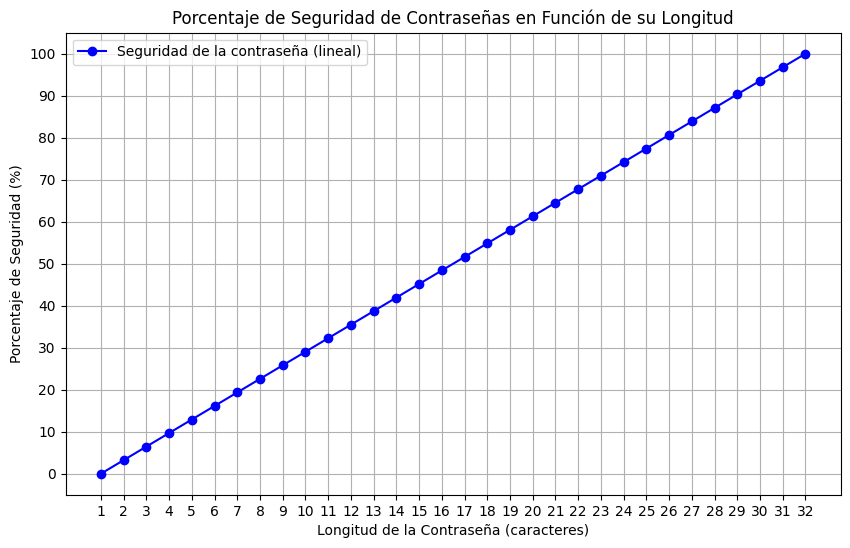 Porcentaje de Seguridad de Contraseñas en Función de su Longitud
Seguridad de la contraseña (lineal)
Porcentaje de Seguridad (%)
100
90
80
70
60
50
40
30
20
10
0
1 2 3 4 5 6 7 8 9 10 11 12 13 14 15 16 17 18 19 20 21 22 23 24 25 26 27 28 29 30 31 32
Longitud de la Contraseña (caracteres)